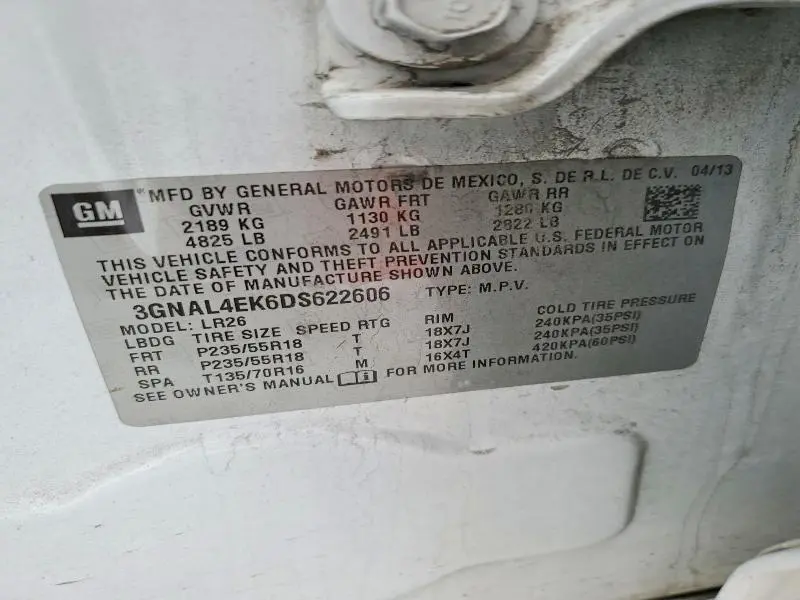 GM
MFD BY GENERAL MOTORS DE MEXICO, S. DE R.L. DE C.V. 04/13
GVWR GAWR FRT GAWR RR
2189 KG 1130 KG 1280 KG
4825 LB 2491 LB 2822 LB
THIS VEHICLE CONFORMS TO ALL APPLICABLE U.S. FEDERAL MOTOR
VEHICLE SAFETY AND THEFT PREVENTION STANDARDS IN EFFECT ON
THE DATE OF MANUFACTURE SHOWN ABOVE.
3GNAL4EK6DS622606 TYPE: M.P.V.
MODEL: LR26
LBDG TIRE SIZE SPEED RTG RIM COLD TIRE PRESSURE
FRT P235/55R18 T 18X7J 240KPA(35PSI)
RR P235/55R18 T 18X7J 240KPA(35PSI)
SPA T135/70R16 M 16X4T 420KPA(60PSI)
SEE OWNER'S MANUAL FOR MORE INFORMATION.